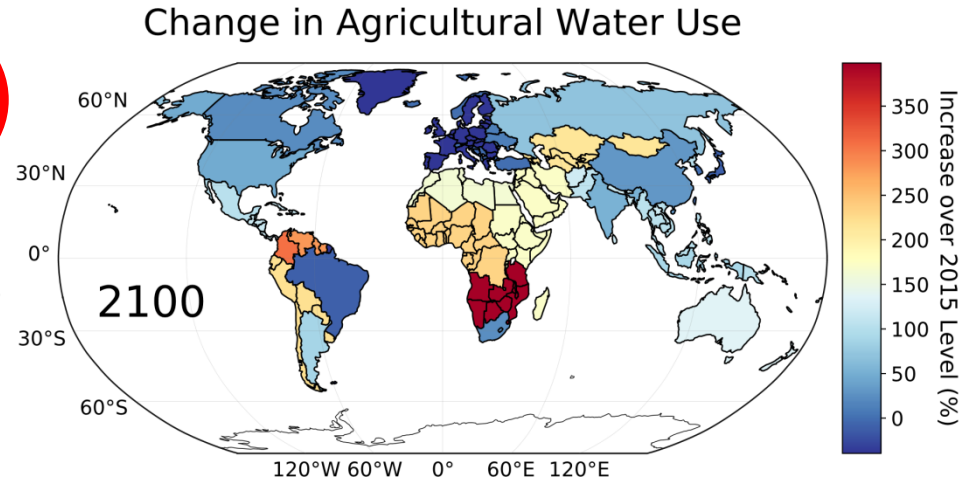 Change in Agricultural Water Use
60°N
30°N
0°
30°S
60°S
2100
120°W 60°W 0° 60°E 120°E
350
300
250
200
150
100
50
0
Increase over 2015 Level (%)